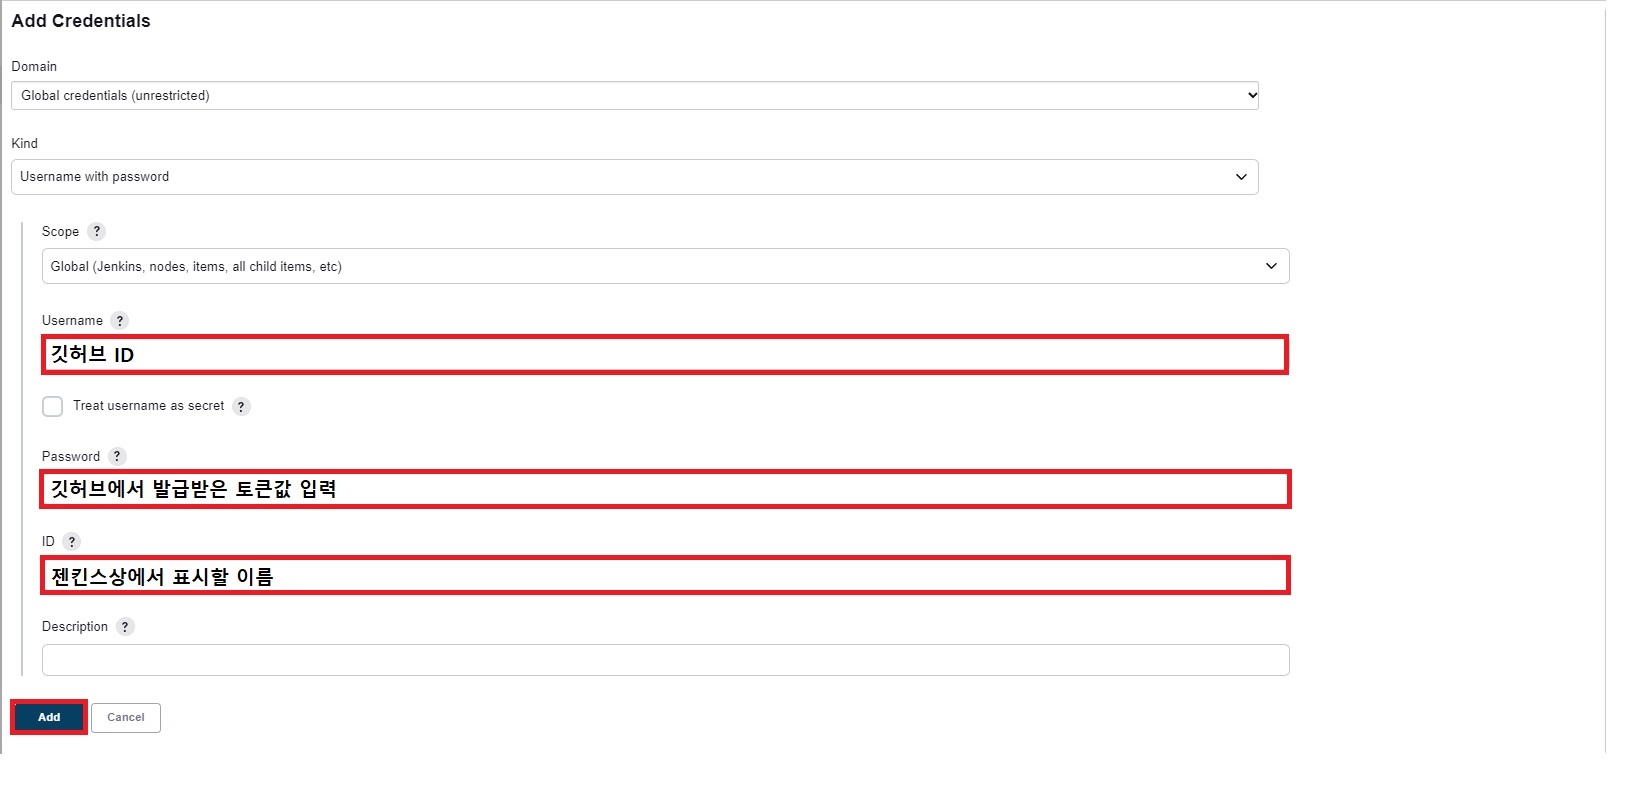 Add Credentials
Domain
Global credentials (unrestricted)
Kind
Username with password
Scope ?
Global (Jenkins, nodes, items, all child items, etc)
Username ?
깃허브 ID
Treat username as secret ?
Password ?
깃허브에서 발급받은 토큰값 입력
ID ?
젠킨스상에서 표시할 이름
Description ?
Add Cancel